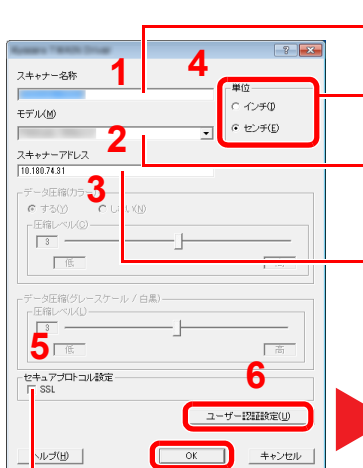 スキャナー名称
1
4
単位
インチ(I)
センチ(E)
モデル(M)
2
スキャナーアドレス
10.180.74.31
3
データ圧縮(カラー)
する(Y)
しない(N)
圧縮レベル(O)
3
低
高
データ圧縮(グレースケール / 白黒)
圧縮レベル(L)
3
低
高
5
6
セキュアプロトコル設定
SSL
ユーザー認証設定(U)
ヘルプ(H)
OK
キャンセル